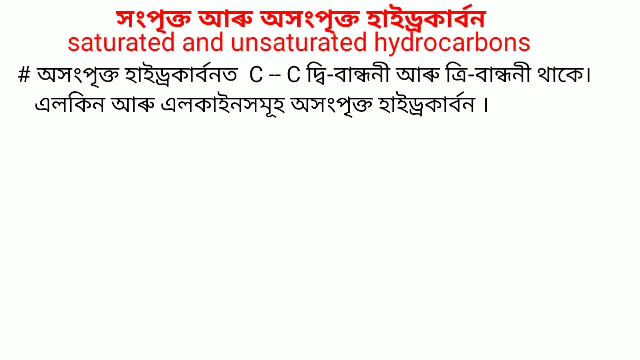 সংপৃক্ত আৰু অসংপৃক্ত হাইড্ৰকাৰ্বন
saturated and unsaturated hydrocarbons
# অসংপৃক্ত হাইড্ৰকাৰ্বনত C -- C দ্বি-বান্ধনী আৰু ত্ৰি-বান্ধনী থাকে।
এলকিন আৰু এলকাইনসমূহ অসংপৃক্ত হাইড্ৰকাৰ্বন ।